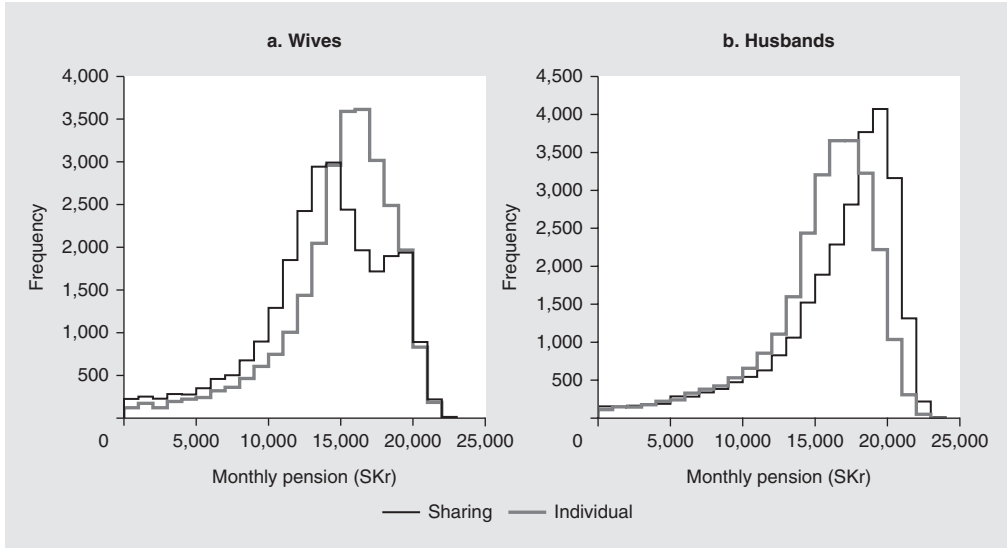 a. Wives
4,000
3,500
3,000
2,500
2,000
1,500
1,000
500
Frequency
0 5,000 10,000 15,000 20,000 25,000
Monthly pension (SKr)
b. Husbands
4,500
4,000
3,500
3,000
2,500
2,000
1,500
1,000
500
Frequency
0 5,000 10,000 15,000 20,000 25,000
Monthly pension (SKr)
Sharing Individual